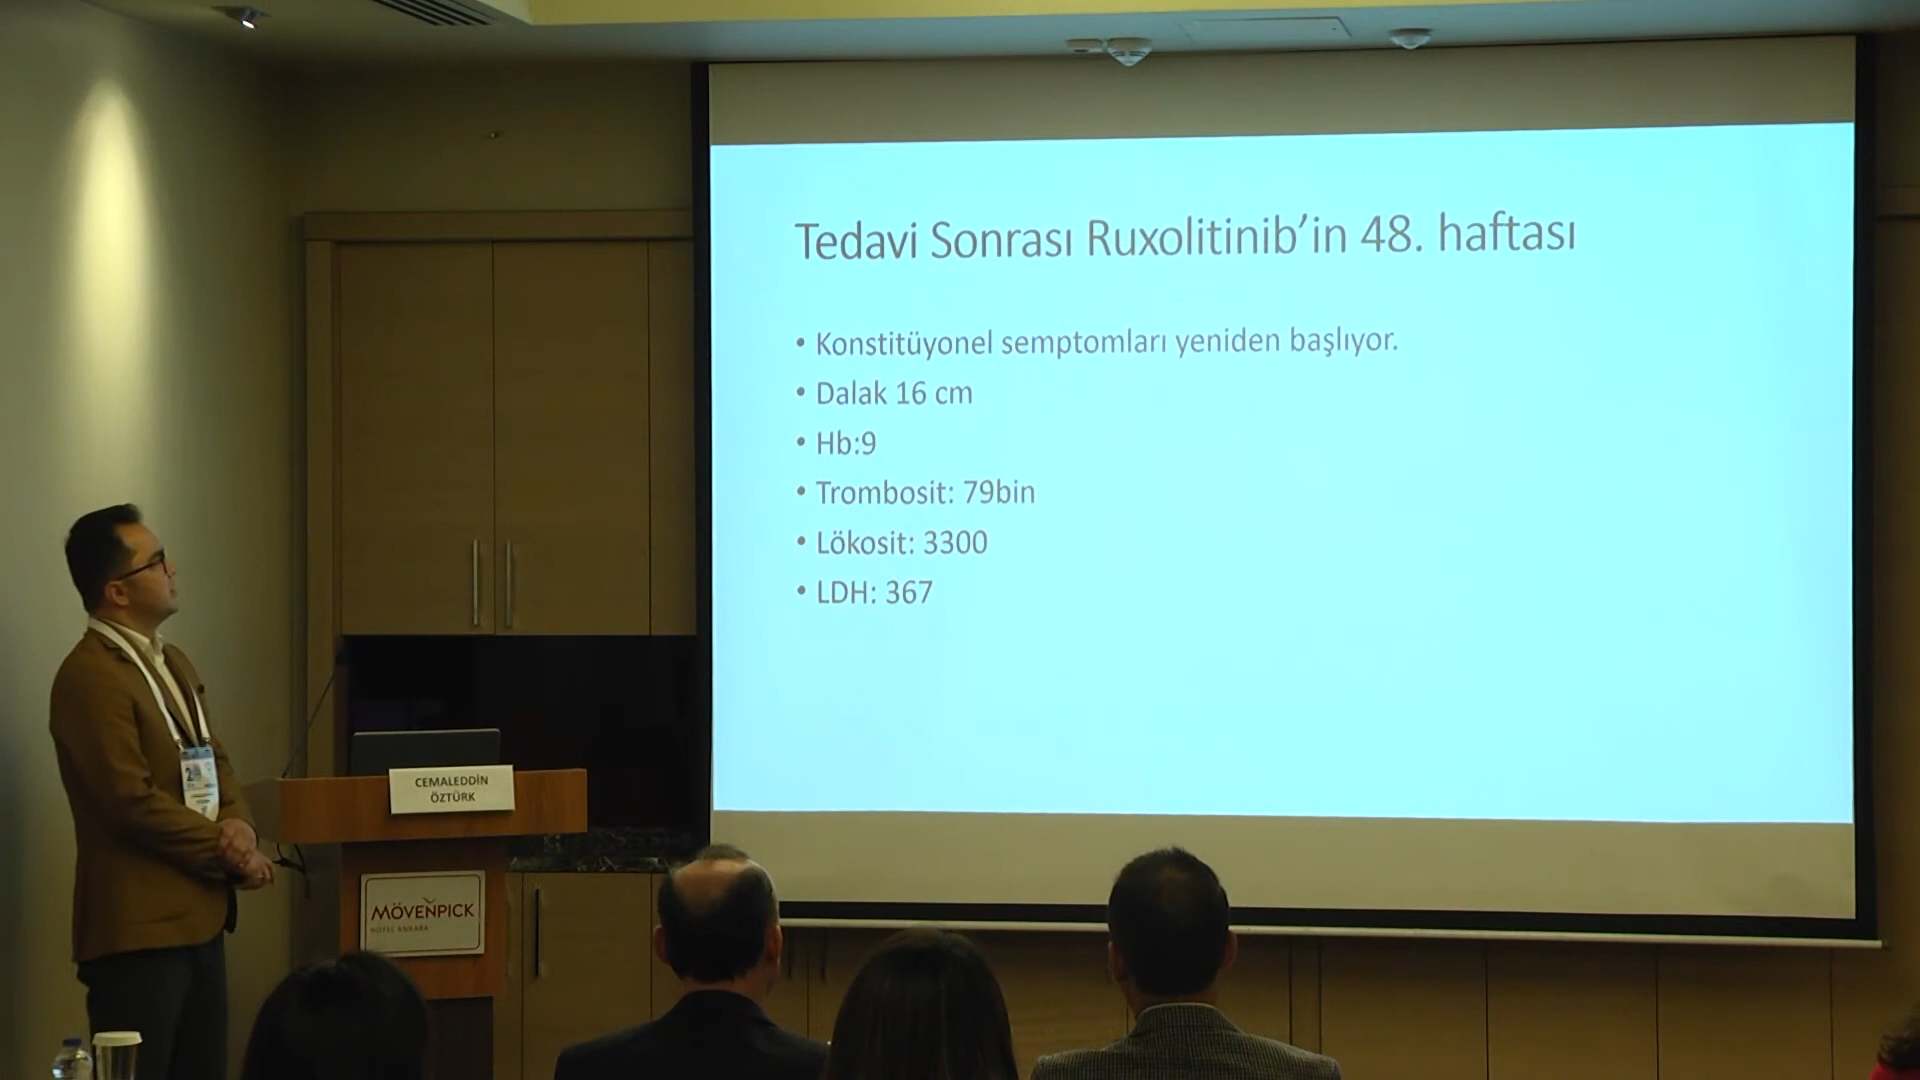 Tedavi Sonrası Ruxolitinib’in 48. haftası
• Konstitüyonel semptomları yeniden başlıyor.
• Dalak 16 cm
• Hb:9
• Trombosit: 79bin
• Lökosit: 3300
• LDH: 367
CEMALEDDİN
ÖZTÜRK
MÖVENPICK
HOTEL ANKARA